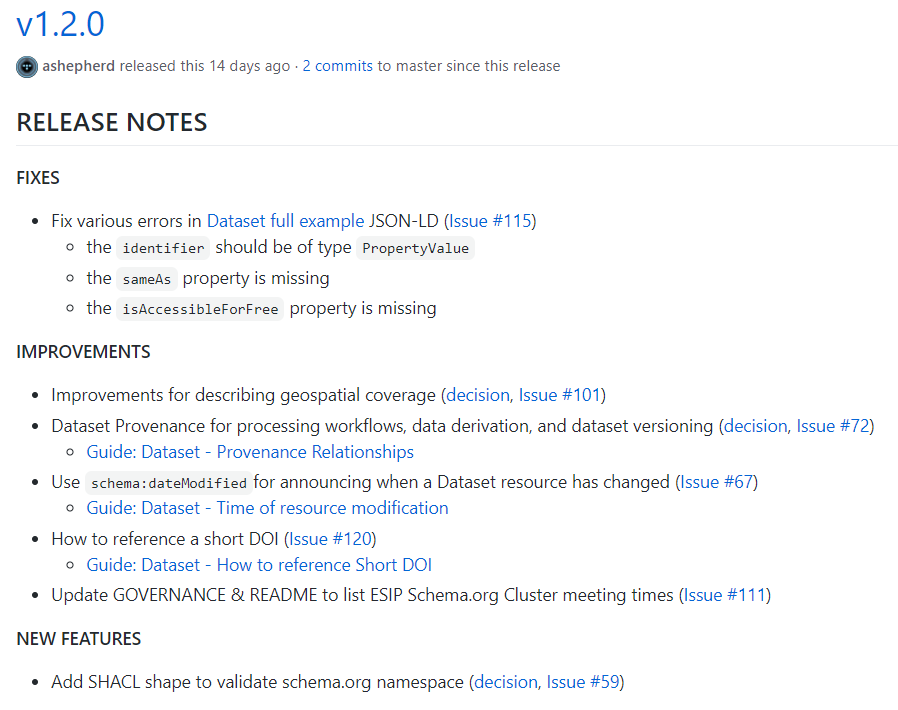 v1.2.0
ashepherd released this 14 days ago · 2 commits to master since this release
RELEASE NOTES
FIXES
• Fix various errors in Dataset full example JSON-LD (Issue #115)
◦ the identifier should be of type PropertyValue
◦ the sameAs property is missing
◦ the isAccessibleForFree property is missing
IMPROVEMENTS
• Improvements for describing geospatial coverage (decision, Issue #101)
• Dataset Provenance for processing workflows, data derivation, and dataset versioning (decision, Issue #72)
◦ Guide: Dataset - Provenance Relationships
• Use schema:dateModified for announcing when a Dataset resource has changed (Issue #67)
◦ Guide: Dataset - Time of resource modification
• How to reference a short DOI (Issue #120)
◦ Guide: Dataset - How to reference Short DOI
• Update GOVERNANCE & README to list ESIP Schema.org Cluster meeting times (Issue #111)
NEW FEATURES
• Add SHACL shape to validate schema.org namespace (decision, Issue #59)